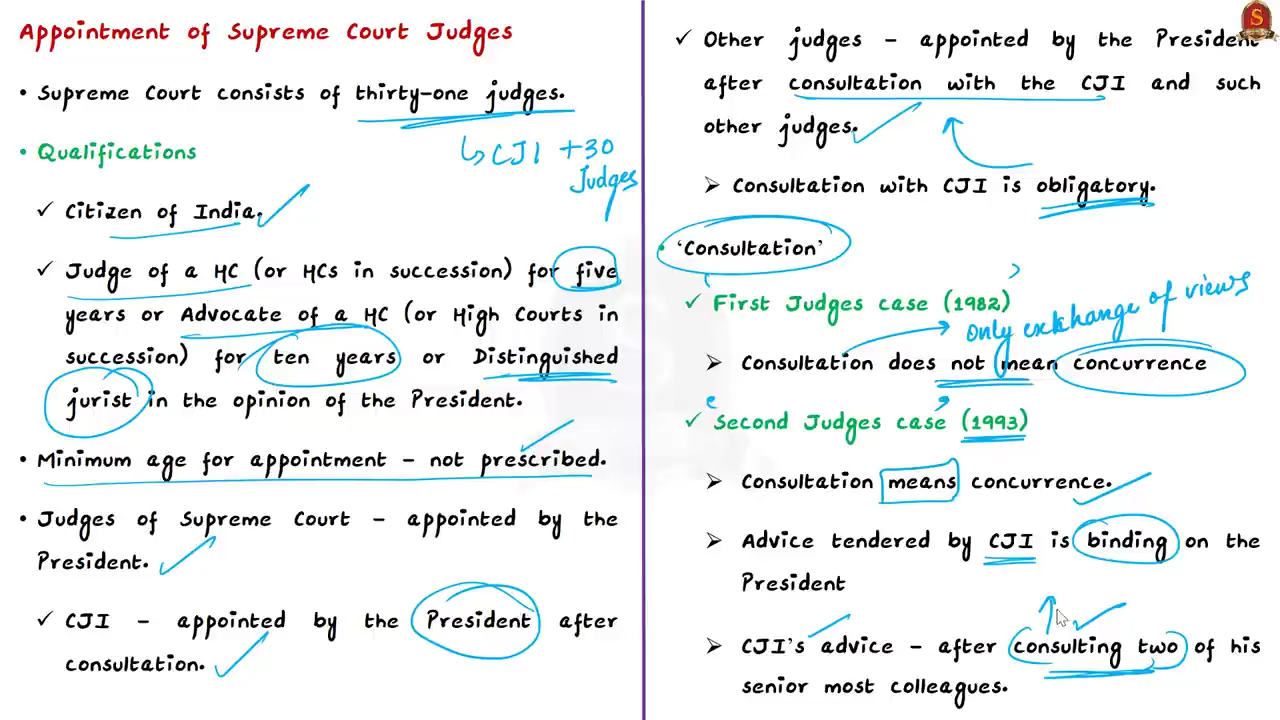 Appointment of Supreme Court Judges
• Supreme Court consists of thirty-one judges.
↳ CJI + 30
Judges
• Qualifications
✓ Citizen of India.
✓ Judge of a HC (or HCs in succession) for five
years or Advocate of a HC (or High Courts in
succession) for ten years or Distinguished
jurist in the opinion of the President.
• Minimum age for appointment - not prescribed.
• Judges of Supreme Court - appointed by the
President.
✓ CJI - appointed by the President after
consultation.
S
✓ Other judges - appointed by the President
after consultation with the CJI and such
other judges.
➢ Consultation with CJI is obligatory.
• 'Consultation'
✓ First Judges case (1982)
only exchange of views
➢ Consultation does not mean concurrence
✓ Second Judges case (1993)
➢ Consultation means concurrence.
➢ Advice tendered by CJI is binding on the
President
➢ CJI's advice - after consulting two of his
senior most colleagues.